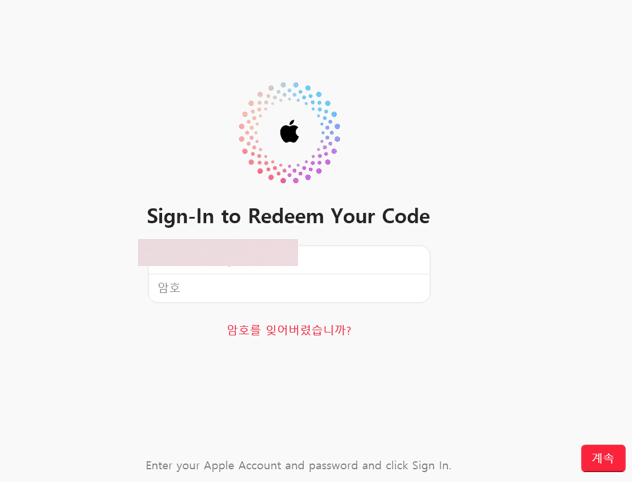 Sign-In to Redeem Your Code
암호
암호를 잊어버렸습니까?
계속
Enter your Apple Account and password and click Sign In.